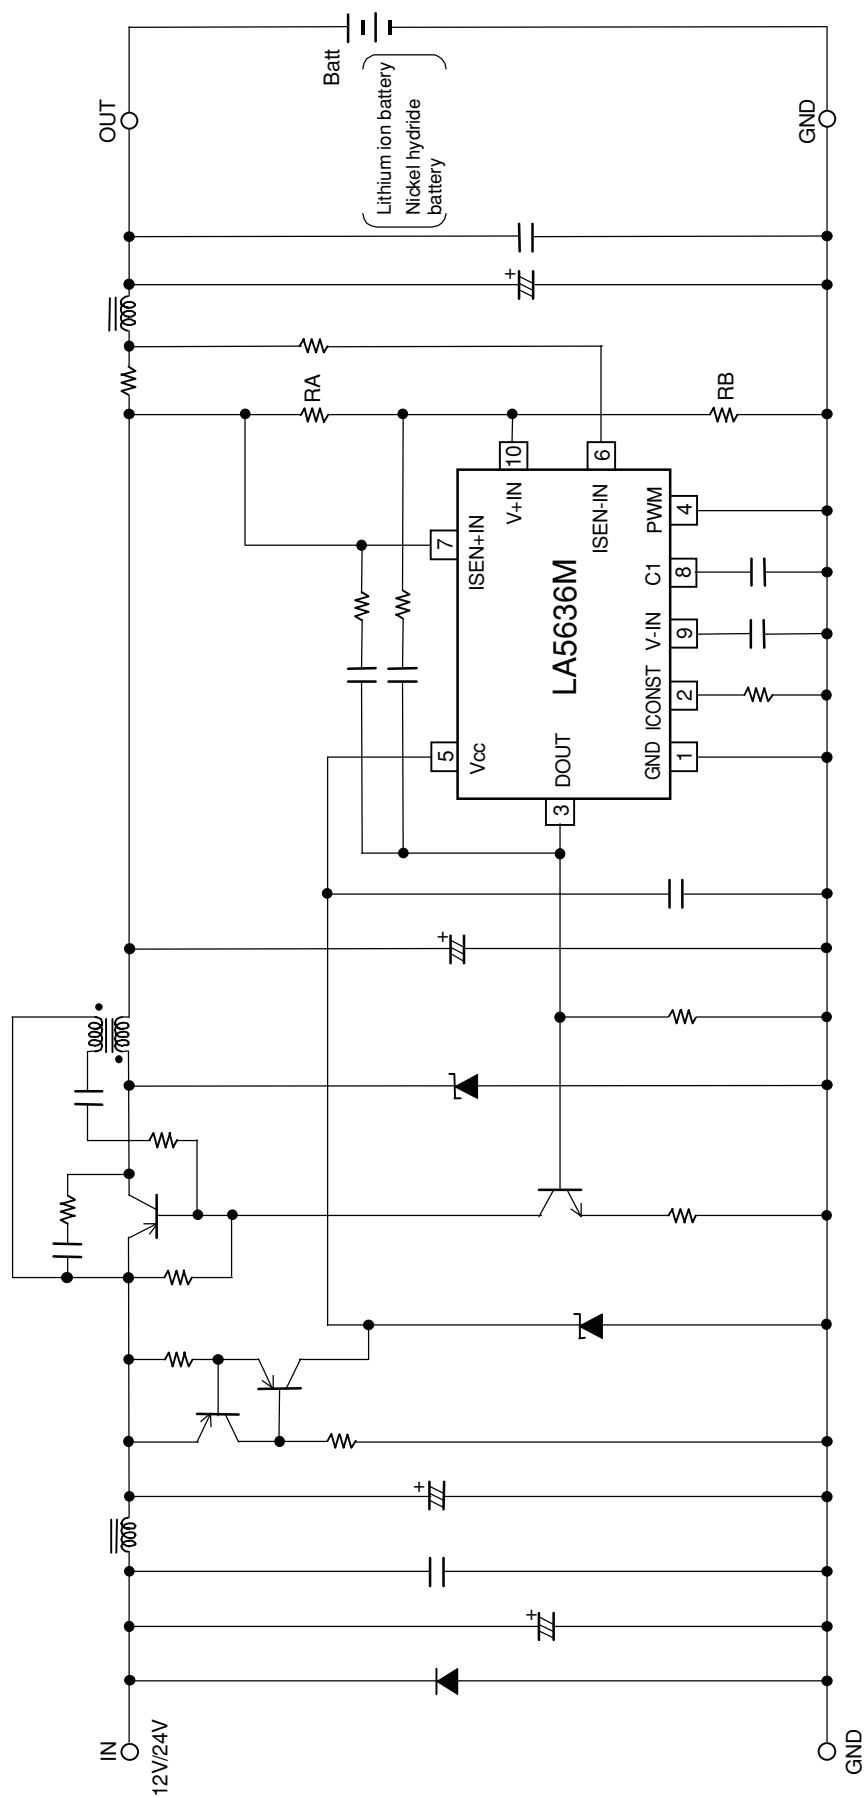 IN
12V/24V
GND
OUT
GND
Batt
Lithium ion battery
Nickel hydride
battery
RA
RB
LA5636M
5
Vcc
7
ISEN+IN
10
V+IN
6
ISEN-IN
3
DOUT
1
GND
2
ICONST
9
V-IN
8
C1
4
PWM
+
+
+
+